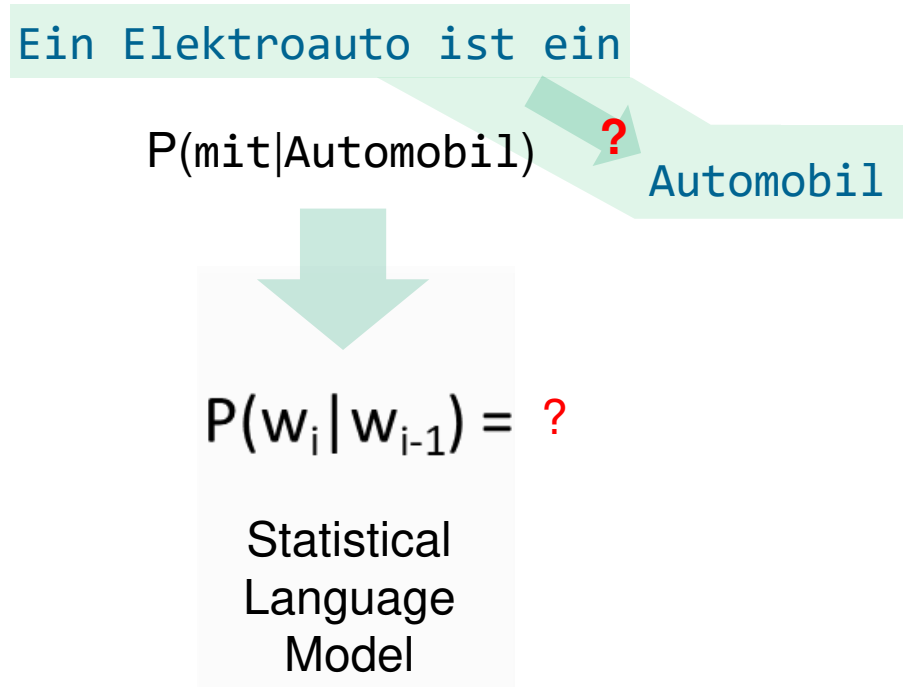 Ein Elektroauto ist ein
P(mit|Automobil)
?
Automobil
P(wᵢ|wᵢ₋₁) = ?
Statistical
Language
Model